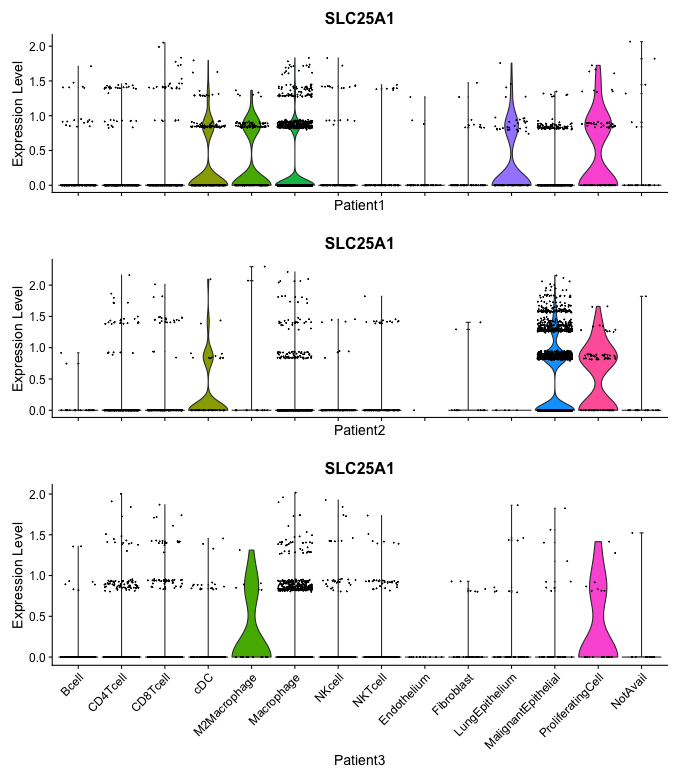 SLC25A1
Expression Level
2.0
1.5
1.0
0.5
0.0
Patient1
SLC25A1
Expression Level
2.0
1.5
1.0
0.5
0.0
Patient2
SLC25A1
Expression Level
2.0
1.5
1.0
0.5
0.0
Bcell
CD4Tcell
CD8Tcell
cDC
M2Macrophage
Macrophage
NKcell
NKTcell
Endothelium
Fibroblast
LungEpithelium
MalignantEpithelial
ProliferatingCell
NotAvail
Patient3